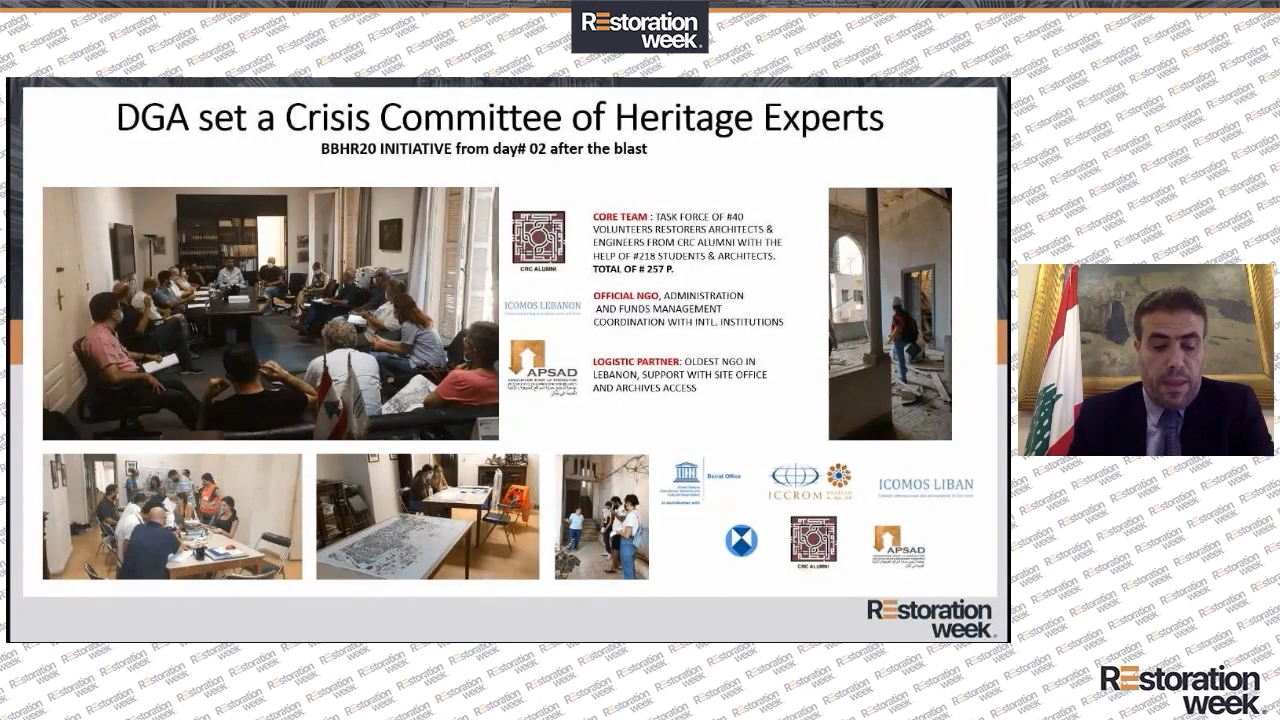 REstoration
week.
DGA set a Crisis Committee of Heritage Experts
BBHR20 INITIATIVE from day# 02 after the blast
CRC ALUMNI
CORE TEAM : TASK FORCE OF #40
VOLUNTEERS RESTORERS ARCHITECTS &
ENGINEERS FROM CRC ALUMNI WITH THE
HELP OF #218 STUDENTS & ARCHITECTS.
TOTAL OF # 257 P.
ICOMOS LEBANON
OFFICIAL NGO, ADMINISTRATION
AND FUNDS MANAGEMENT
COORDINATION WITH INTL. INSTITUTIONS
APSAD
LOGISTIC PARTNER: OLDEST NGO IN
LEBANON, SUPPORT WITH SITE OFFICE
AND ARCHIVES ACCESS
Beirut Office
ICCROM
ICOMOS LIBAN
CRC ALUMNI
APSAD
REstoration
week.
REstoration
week.